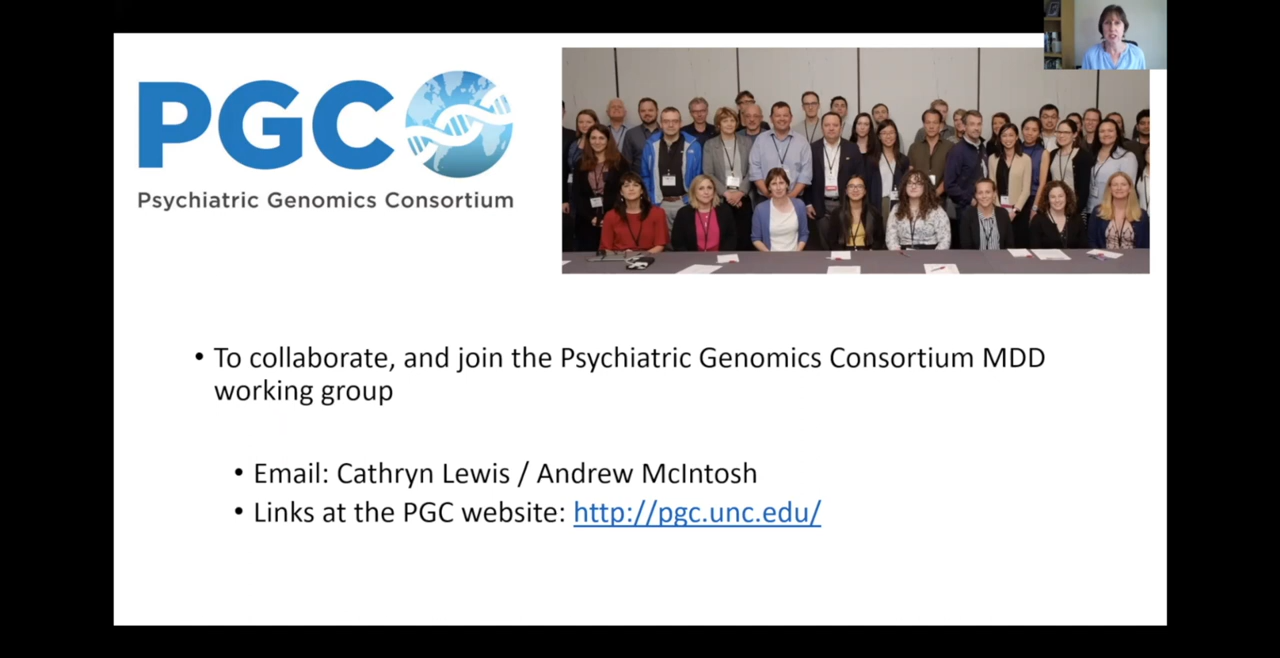 PGC
Psychiatric Genomics Consortium
• To collaborate, and join the Psychiatric Genomics Consortium MDD
working group
• Email: Cathryn Lewis / Andrew McIntosh
• Links at the PGC website: http://pgc.unc.edu/